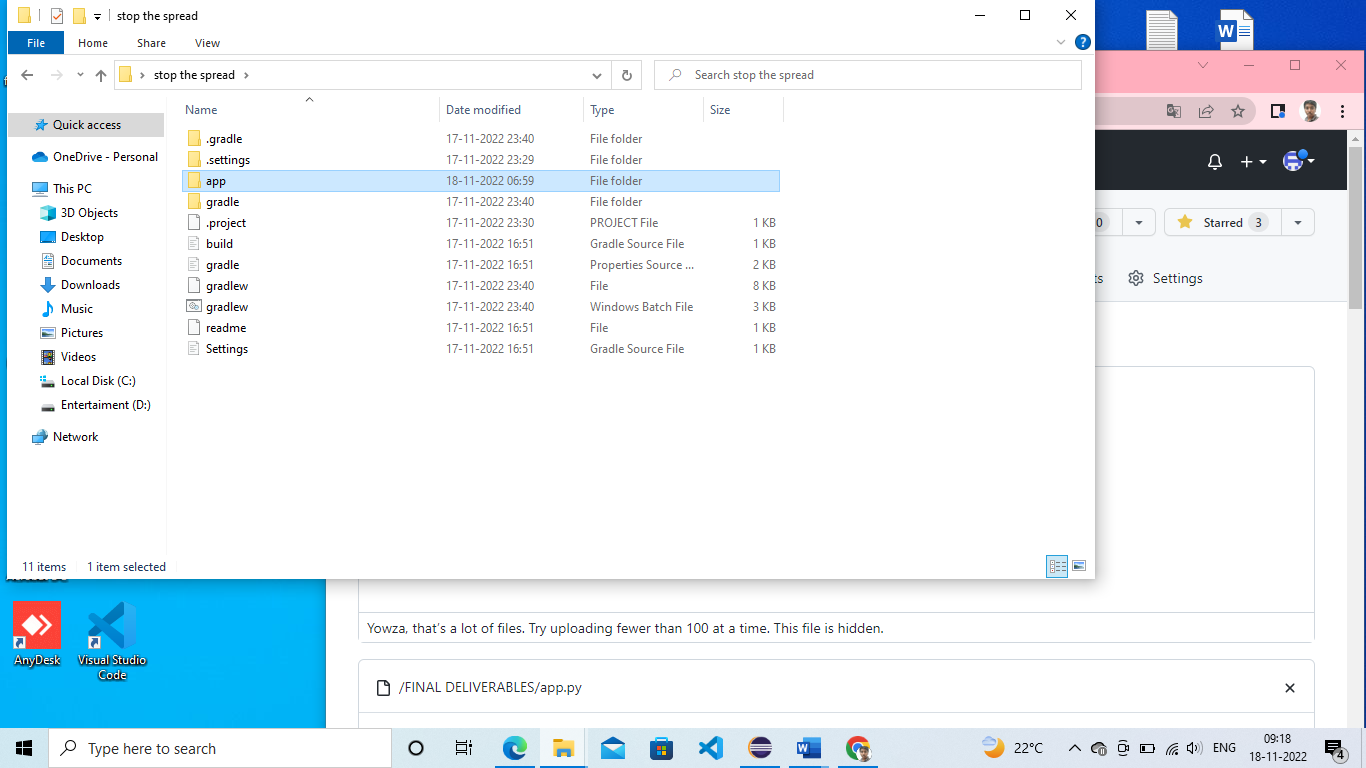 stop the spread
File Home Share View
stop the spread
Search stop the spread
Name Date modified Type Size
Quick access
OneDrive - Personal
This PC
3D Objects
Desktop
Documents
Downloads
Music
Pictures
Videos
Local Disk (C:)
Entertaiment (D:)
Network
.gradle 17-11-2022 23:40 File folder
.settings 17-11-2022 23:29 File folder
app 18-11-2022 06:59 File folder
gradle 17-11-2022 23:40 File folder
.project 17-11-2022 23:30 PROJECT File 1 KB
build 17-11-2022 16:51 Gradle Source File 1 KB
gradle 17-11-2022 16:51 Properties Source ... 2 KB
gradlew 17-11-2022 23:40 File 8 KB
gradlew 17-11-2022 23:40 Windows Batch File 3 KB
readme 17-11-2022 16:51 File 1 KB
Settings 17-11-2022 16:51 Gradle Source File 1 KB
11 items 1 item selected
0 Starred 3
Settings
Yowza, that's a lot of files. Try uploading fewer than 100 at a time. This file is hidden.
/FINAL DELIVERABLES/app.py
AnyDesk
Visual Studio
Code
Type here to search
22°C
ENG
09:18
18-11-2022
4